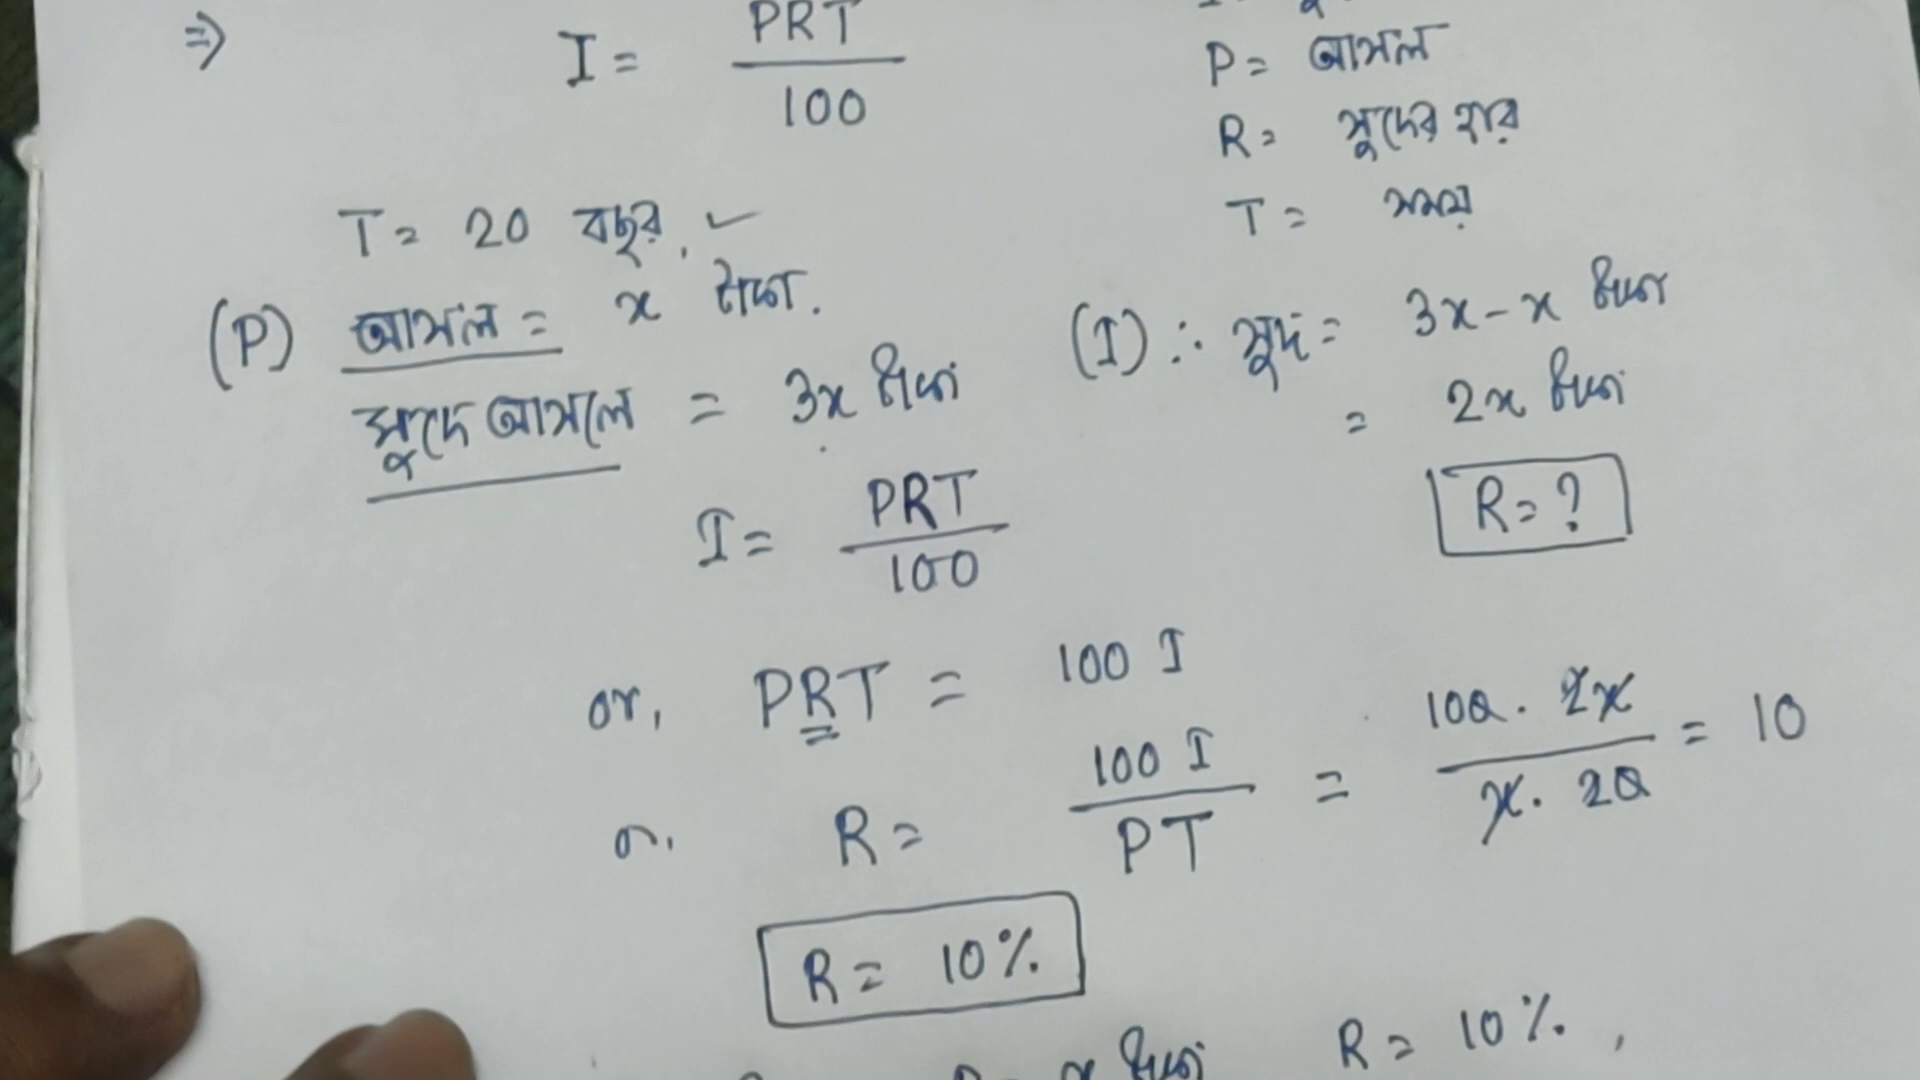 ⇒ I = PRT / 100
P = আসল
R = সুদের হার
T = সময়
T = 20 বছর, ✓
(P) আসল = x টাকা.
সুদে আসলে = 3x টাকা
(I) ∴ সুদ = 3x - x টাকা
= 2x টাকা
R = ?
I = PRT / 100
or, PRT = 100 I
or, R = 100 I / PT = 100. 2x / x. 20 = 10
R = 10%
x টাকা R = 10%,